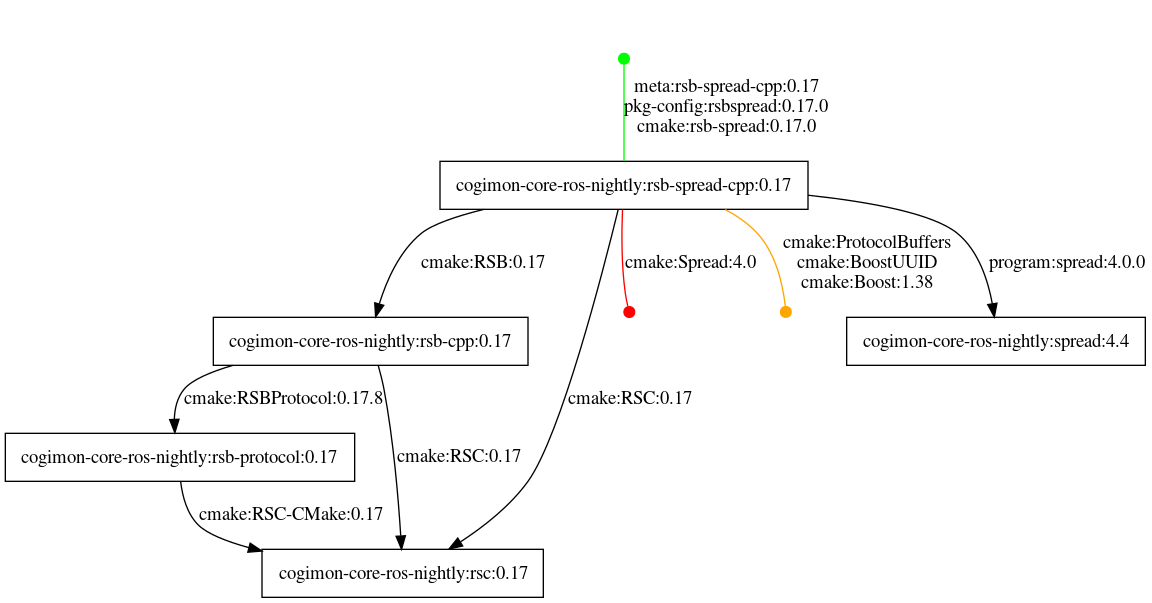 meta:rsb-spread-cpp:0.17
pkg-config:rsbspread:0.17.0
cmake:rsb-spread:0.17.0
cogimon-core-ros-nightly:rsb-spread-cpp:0.17
cmake:RSB:0.17
cmake:Spread:4.0
cmake:ProtocolBuffers
cmake:BoostUUID
cmake:Boost:1.38
program:spread:4.0.0
cogimon-core-ros-nightly:rsb-cpp:0.17
cogimon-core-ros-nightly:spread:4.4
cmake:RSBProtocol:0.17.8
cmake:RSC:0.17
cogimon-core-ros-nightly:rsb-protocol:0.17
cmake:RSC:0.17
cmake:RSC-CMake:0.17
cogimon-core-ros-nightly:rsc:0.17